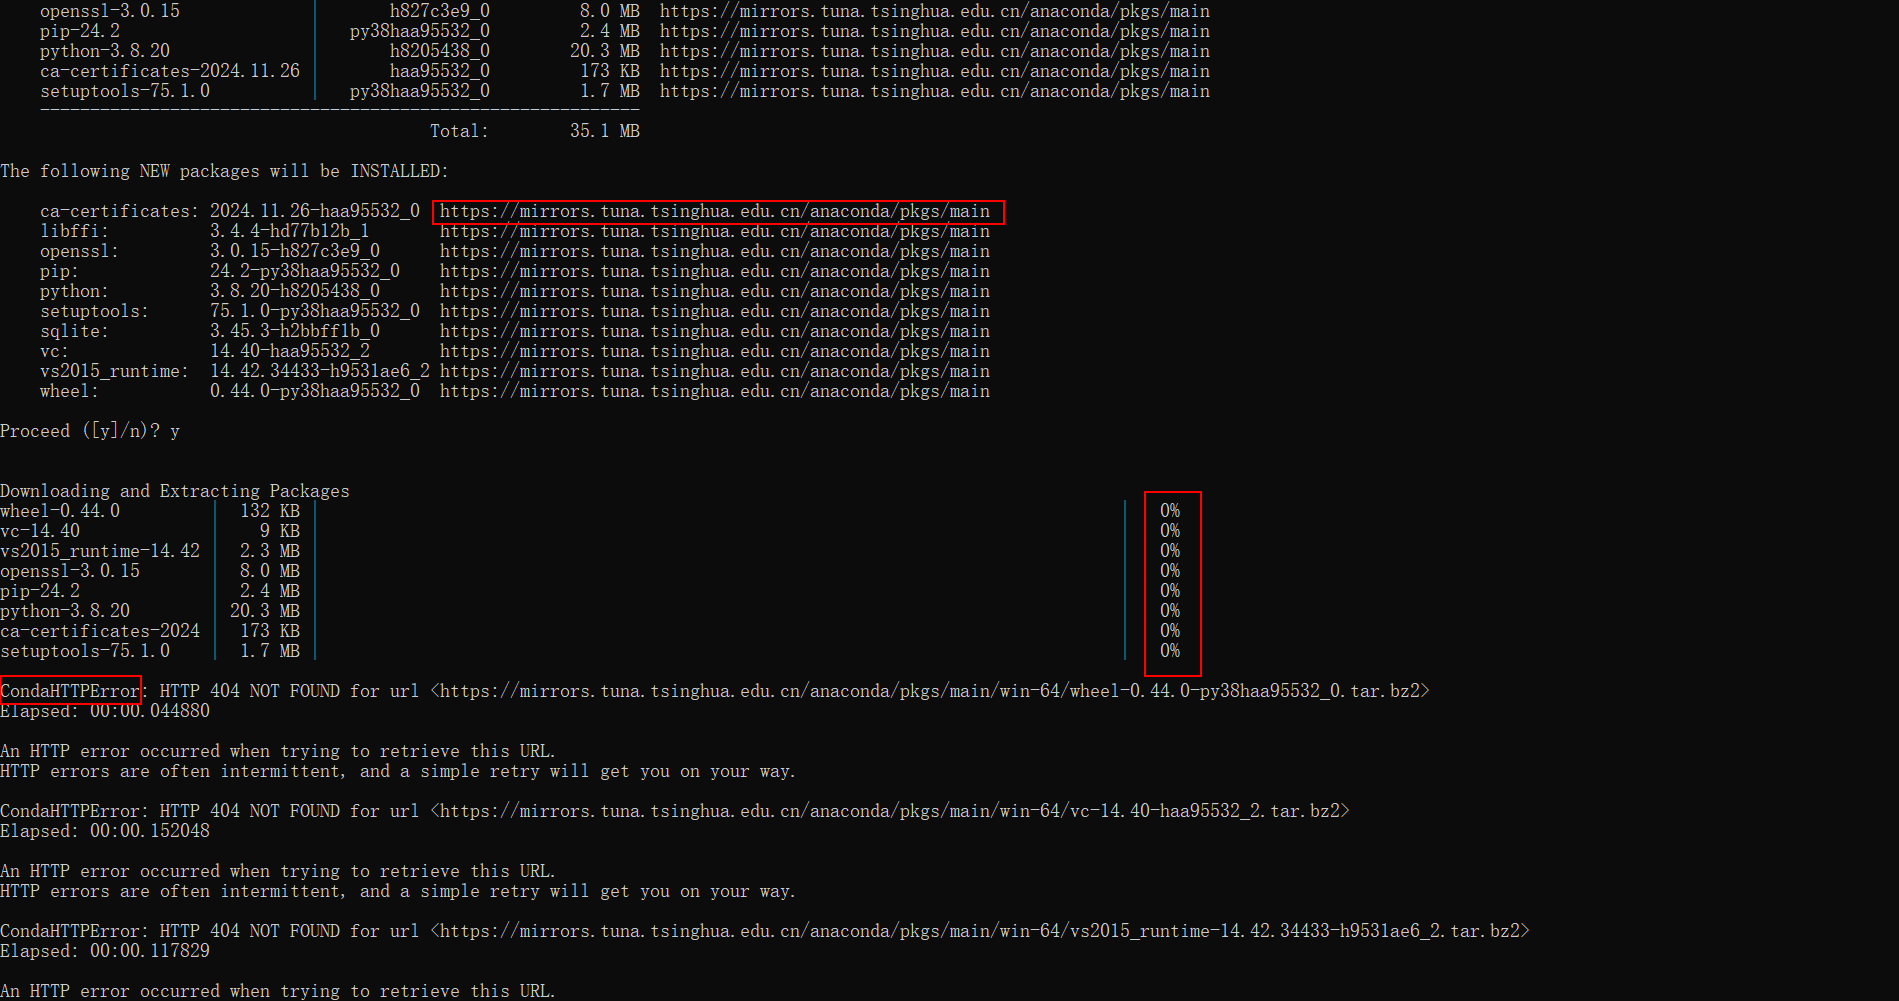 openssl-3.0.15 | h827c3e9_0 8.0 MB https://mirrors.tuna.tsinghua.edu.cn/anaconda/pkgs/main
pip-24.2 | py38haa95532_0 2.4 MB https://mirrors.tuna.tsinghua.edu.cn/anaconda/pkgs/main
python-3.8.20 | h8205438_0 20.3 MB https://mirrors.tuna.tsinghua.edu.cn/anaconda/pkgs/main
ca-certificates-2024.11.26 | haa95532_0 173 KB https://mirrors.tuna.tsinghua.edu.cn/anaconda/pkgs/main
setuptools-75.1.0 | py38haa95532_0 1.7 MB https://mirrors.tuna.tsinghua.edu.cn/anaconda/pkgs/main
------------------------------------------------------------
Total: 35.1 MB
The following NEW packages will be INSTALLED:
ca-certificates: 2024.11.26-haa95532_0 https://mirrors.tuna.tsinghua.edu.cn/anaconda/pkgs/main
libffi: 3.4.4-hd77b12b_1 https://mirrors.tuna.tsinghua.edu.cn/anaconda/pkgs/main
openssl: 3.0.15-h827c3e9_0 https://mirrors.tuna.tsinghua.edu.cn/anaconda/pkgs/main
pip: 24.2-py38haa95532_0 https://mirrors.tuna.tsinghua.edu.cn/anaconda/pkgs/main
python: 3.8.20-h8205438_0 https://mirrors.tuna.tsinghua.edu.cn/anaconda/pkgs/main
setuptools: 75.1.0-py38haa95532_0 https://mirrors.tuna.tsinghua.edu.cn/anaconda/pkgs/main
sqlite: 3.45.3-h2bbff1b_0 https://mirrors.tuna.tsinghua.edu.cn/anaconda/pkgs/main
vc: 14.40-haa95532_2 https://mirrors.tuna.tsinghua.edu.cn/anaconda/pkgs/main
vs2015_runtime: 14.42.34433-h9531ae6_2 https://mirrors.tuna.tsinghua.edu.cn/anaconda/pkgs/main
wheel: 0.44.0-py38haa95532_0 https://mirrors.tuna.tsinghua.edu.cn/anaconda/pkgs/main
Proceed ([y]/n)? y
Downloading and Extracting Packages
wheel-0.44.0 | 132 KB | | 0%
vc-14.40 | 9 KB | | 0%
vs2015_runtime-14.42 | 2.3 MB | | 0%
openssl-3.0.15 | 8.0 MB | | 0%
pip-24.2 | 2.4 MB | | 0%
python-3.8.20 | 20.3 MB | | 0%
ca-certificates-2024 | 173 KB | | 0%
setuptools-75.1.0 | 1.7 MB | | 0%
CondaHTTPError: HTTP 404 NOT FOUND for url <https://mirrors.tuna.tsinghua.edu.cn/anaconda/pkgs/main/win-64/wheel-0.44.0-py38haa95532_0.tar.bz2>
Elapsed: 00:00.044880
An HTTP error occurred when trying to retrieve this URL.
HTTP errors are often intermittent, and a simple retry will get you on your way.
CondaHTTPError: HTTP 404 NOT FOUND for url <https://mirrors.tuna.tsinghua.edu.cn/anaconda/pkgs/main/win-64/vc-14.40-haa95532_2.tar.bz2>
Elapsed: 00:00.152048
An HTTP error occurred when trying to retrieve this URL.
HTTP errors are often intermittent, and a simple retry will get you on your way.
CondaHTTPError: HTTP 404 NOT FOUND for url <https://mirrors.tuna.tsinghua.edu.cn/anaconda/pkgs/main/win-64/vs2015_runtime-14.42.34433-h9531ae6_2.tar.bz2>
Elapsed: 00:00.117829
An HTTP error occurred when trying to retrieve this URL.